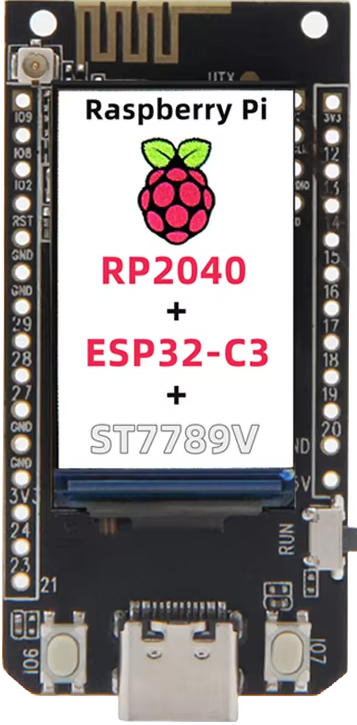 Raspberry Pi
RP2040
+
ESP32-C3
+
ST7789V
IO9
IO8
IO2
RST
GND
GND
29
28
27
GND
GND
3V3
24
23
21
3V3
12
13
14
15
16
17
18
19
20
RUN
IO6
IO7